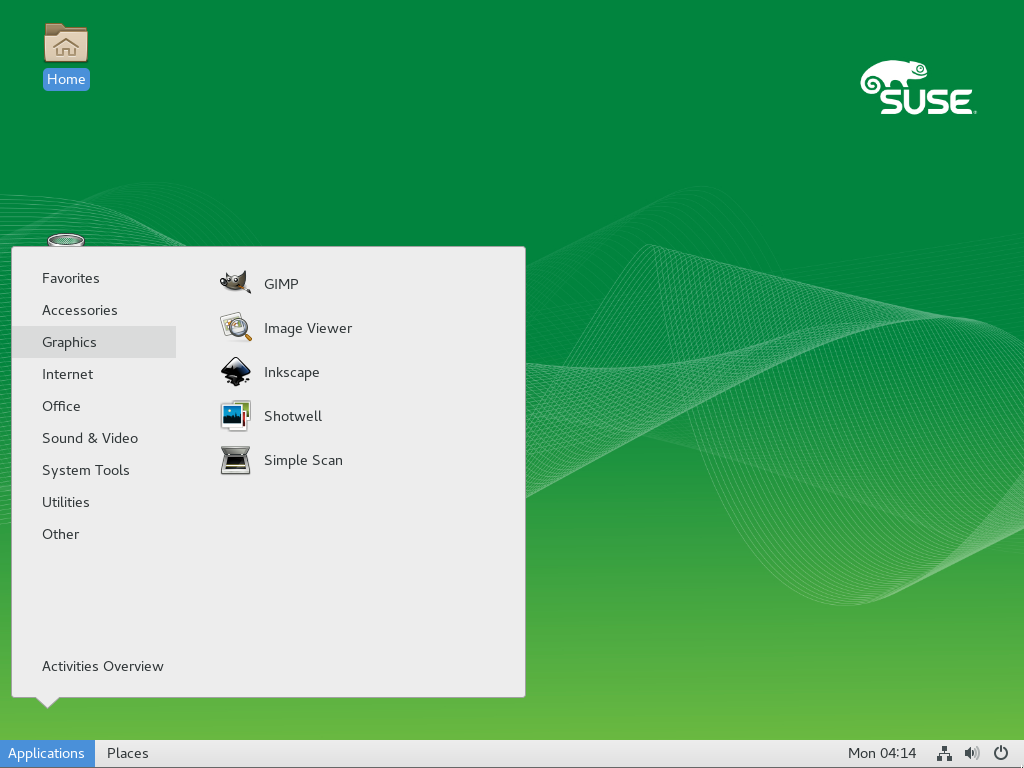 Home
SUSE
Favorites
Accessories
Graphics
Internet
Office
Sound & Video
System Tools
Utilities
Other
Activities Overview
GIMP
Image Viewer
Inkscape
Shotwell
Simple Scan
Applications
Places
Mon 04:14